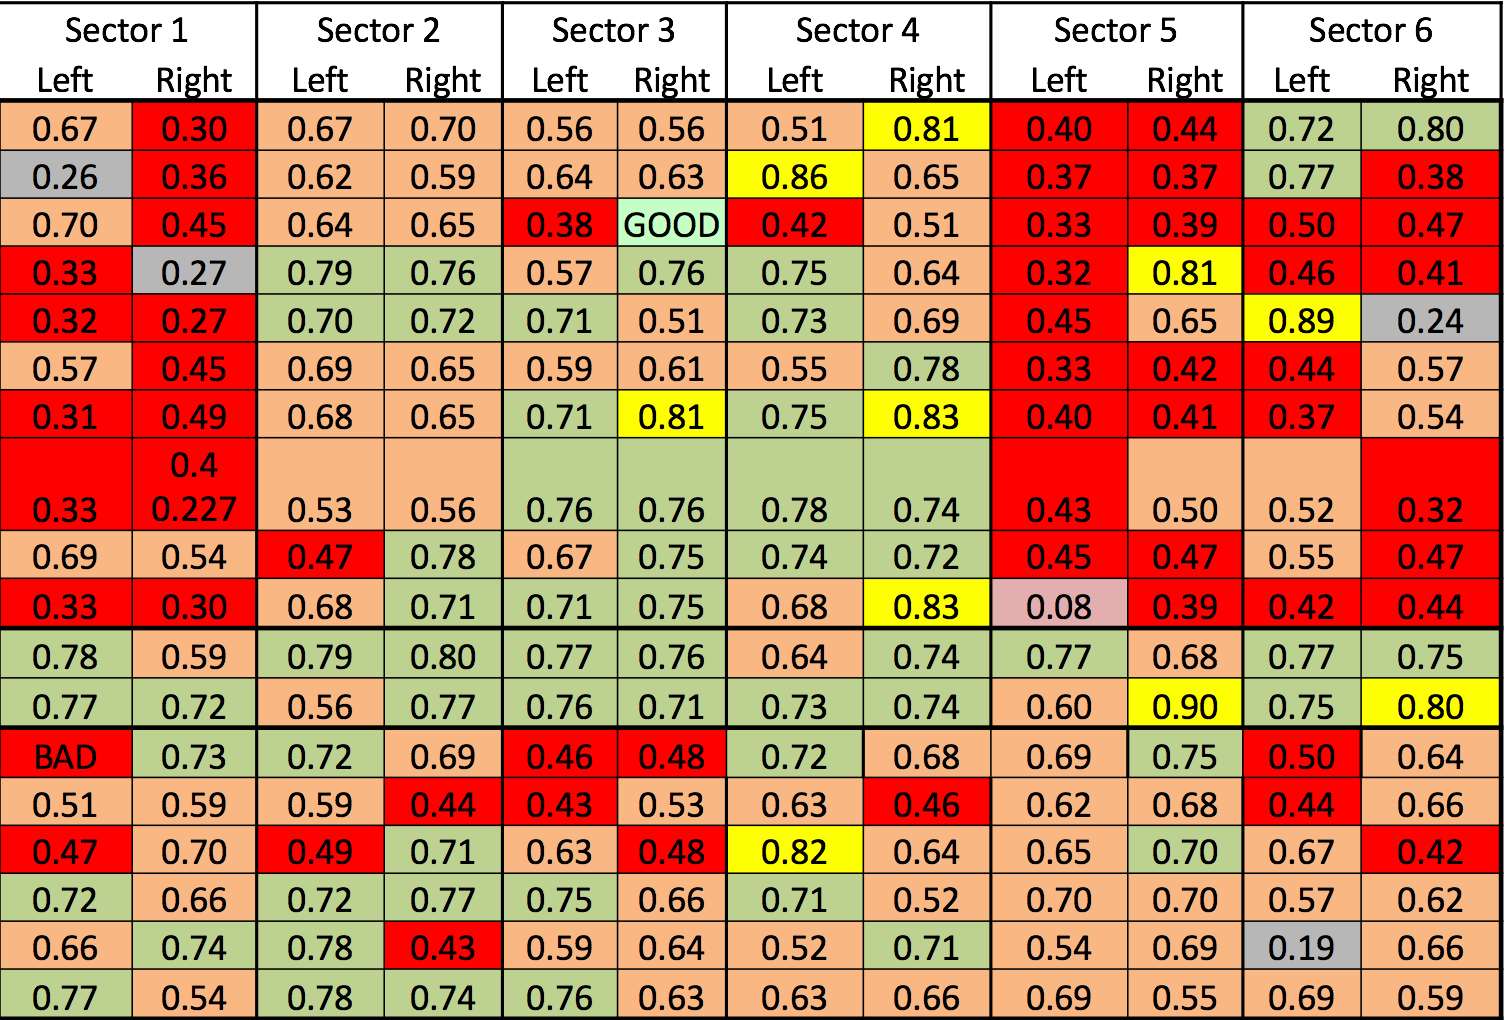 Sector 1 Sector 2 Sector 3 Sector 4 Sector 5 Sector 6
Left Right Left Right Left Right Left Right Left Right Left Right
0.67 0.30 0.67 0.70 0.56 0.56 0.51 0.81 0.40 0.44 0.72 0.80
0.26 0.36 0.62 0.59 0.64 0.63 0.86 0.65 0.37 0.37 0.77 0.38
0.70 0.45 0.64 0.65 0.38 GOOD 0.42 0.51 0.33 0.39 0.50 0.47
0.33 0.27 0.79 0.76 0.57 0.76 0.75 0.64 0.32 0.81 0.46 0.41
0.32 0.27 0.70 0.72 0.71 0.51 0.73 0.69 0.45 0.65 0.89 0.24
0.57 0.45 0.69 0.65 0.59 0.61 0.55 0.78 0.33 0.42 0.44 0.57
0.31 0.49 0.68 0.65 0.71 0.81 0.75 0.83 0.40 0.41 0.37 0.54
0.4
0.33 0.227 0.53 0.56 0.76 0.76 0.78 0.74 0.43 0.50 0.52 0.32
0.69 0.54 0.47 0.78 0.67 0.75 0.74 0.72 0.45 0.47 0.55 0.47
0.33 0.30 0.68 0.71 0.71 0.75 0.68 0.83 0.08 0.39 0.42 0.44
0.78 0.59 0.79 0.80 0.77 0.76 0.64 0.74 0.77 0.68 0.77 0.75
0.77 0.72 0.56 0.77 0.76 0.71 0.73 0.74 0.60 0.90 0.75 0.80
BAD 0.73 0.72 0.69 0.46 0.48 0.72 0.68 0.69 0.75 0.50 0.64
0.51 0.59 0.59 0.44 0.43 0.53 0.63 0.46 0.62 0.68 0.44 0.66
0.47 0.70 0.49 0.71 0.63 0.48 0.82 0.64 0.65 0.70 0.67 0.42
0.72 0.66 0.72 0.77 0.75 0.66 0.71 0.52 0.70 0.70 0.57 0.62
0.66 0.74 0.78 0.43 0.59 0.64 0.52 0.71 0.54 0.69 0.19 0.66
0.77 0.54 0.78 0.74 0.76 0.63 0.63 0.66 0.69 0.55 0.69 0.59